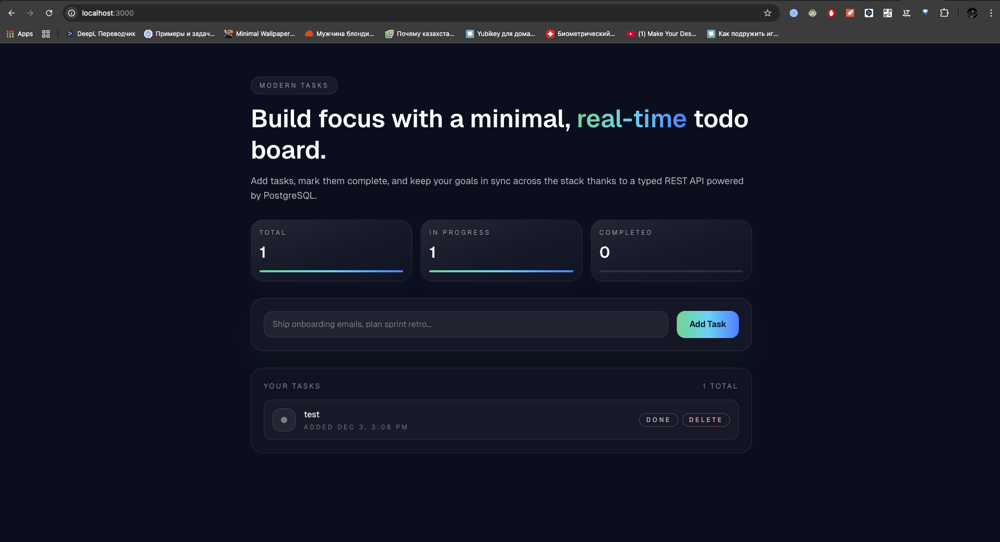 localhost:3000
Apps
DeepL Переводчик
Примеры и задач...
Minimal Wallpaper...
Мужчина блонди...
Почему казахста...
Yubikey для дома...
Биометрический...
(1) Make Your Des...
Как подружить иг...
MODERN TASKS
Build focus with a minimal, real-time todo
board.
Add tasks, mark them complete, and keep your goals in sync across the stack thanks to a typed REST API powered
by PostgreSQL.
TOTAL
1
IN PROGRESS
1
COMPLETED
0
Ship onboarding emails, plan sprint retro...
Add Task
YOUR TASKS
1 TOTAL
test
ADDED DEC 3, 3:08 PM
DONE
DELETE